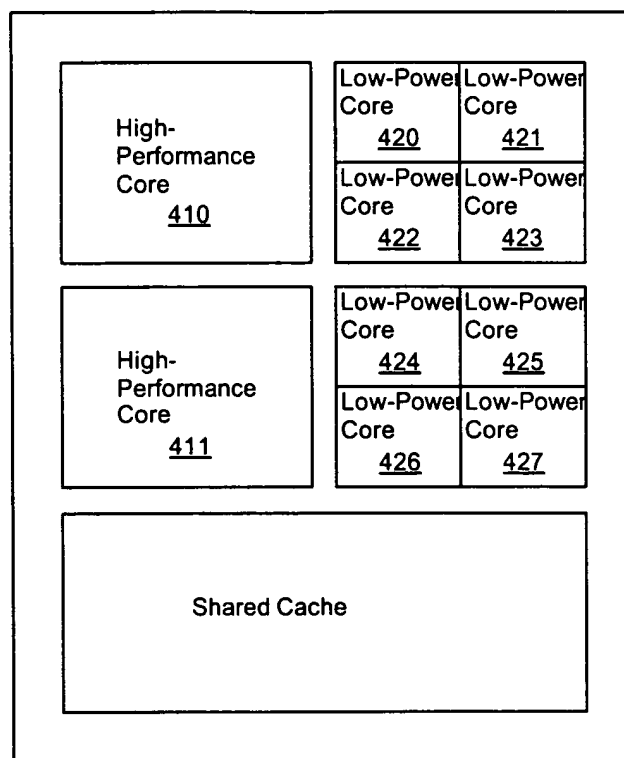 High-
Performance
Core
410
Low-Power
Core
420
Low-Power
Core
421
Low-Power
Core
422
Low-Power
Core
423
High-
Performance
Core
411
Low-Power
Core
424
Low-Power
Core
425
Low-Power
Core
426
Low-Power
Core
427
Shared Cache